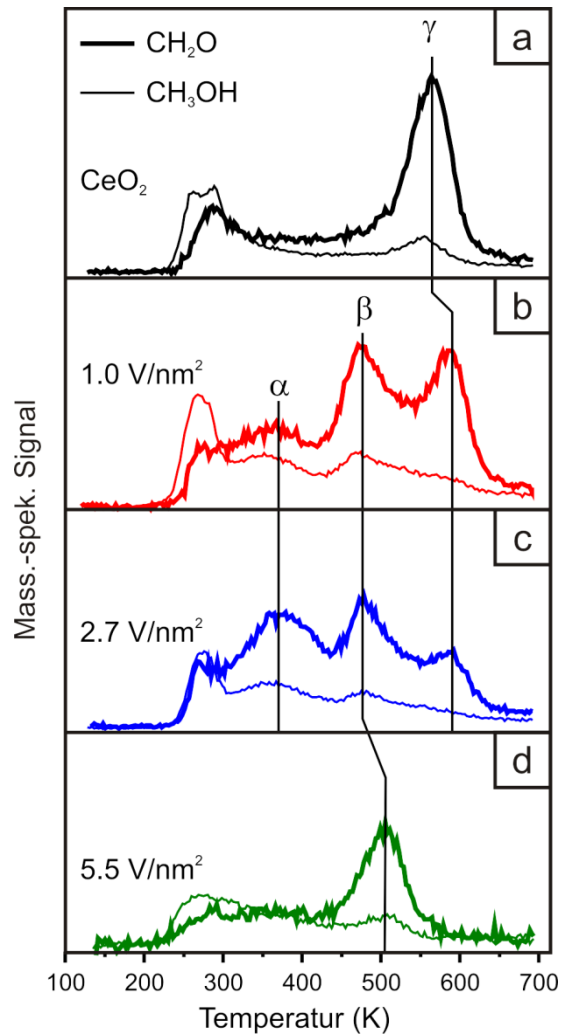 CH₂O
CH₃OH
γ
a
CeO₂
b
β
1.0 V/nm²
α
c
2.7 V/nm²
d
5.5 V/nm²
Mass.-spek. Signal
100 200 300 400 500 600 700
Temperatur (K)